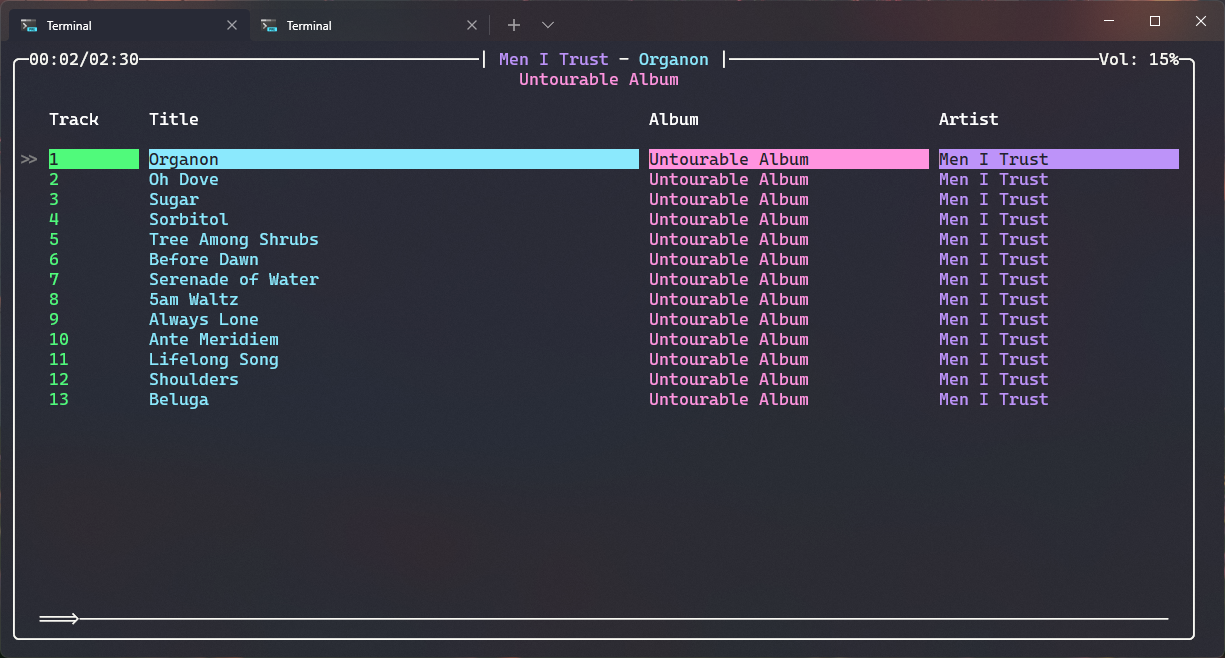 Terminal Terminal
00:02/02:30 Men I Trust — Organon Vol: 15%
Untourable Album
Track Title Album Artist
>> 1 Organon Untourable Album Men I Trust
2 Oh Dove Untourable Album Men I Trust
3 Sugar Untourable Album Men I Trust
4 Sorbitol Untourable Album Men I Trust
5 Tree Among Shrubs Untourable Album Men I Trust
6 Before Dawn Untourable Album Men I Trust
7 Serenade of Water Untourable Album Men I Trust
8 5am Waltz Untourable Album Men I Trust
9 Always Lone Untourable Album Men I Trust
10 Ante Meridiem Untourable Album Men I Trust
11 Lifelong Song Untourable Album Men I Trust
12 Shoulders Untourable Album Men I Trust
13 Beluga Untourable Album Men I Trust